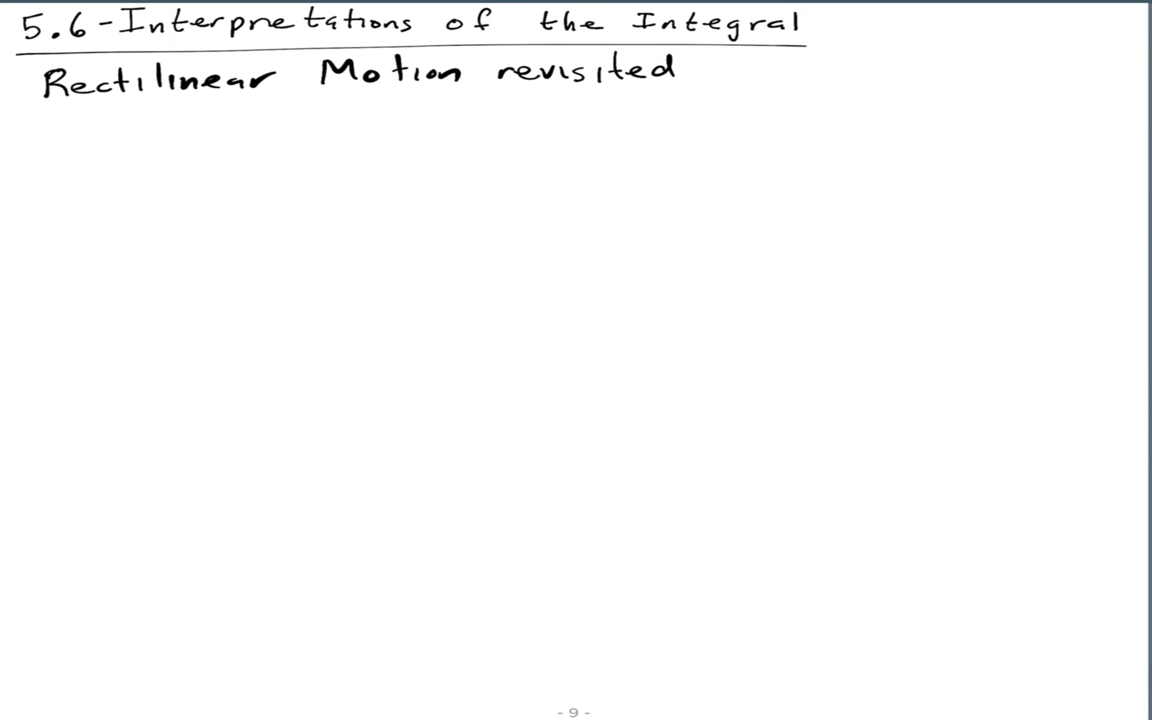 5.6-Interpretations of the Integral
Rectilinear Motion revisited
- 9 -